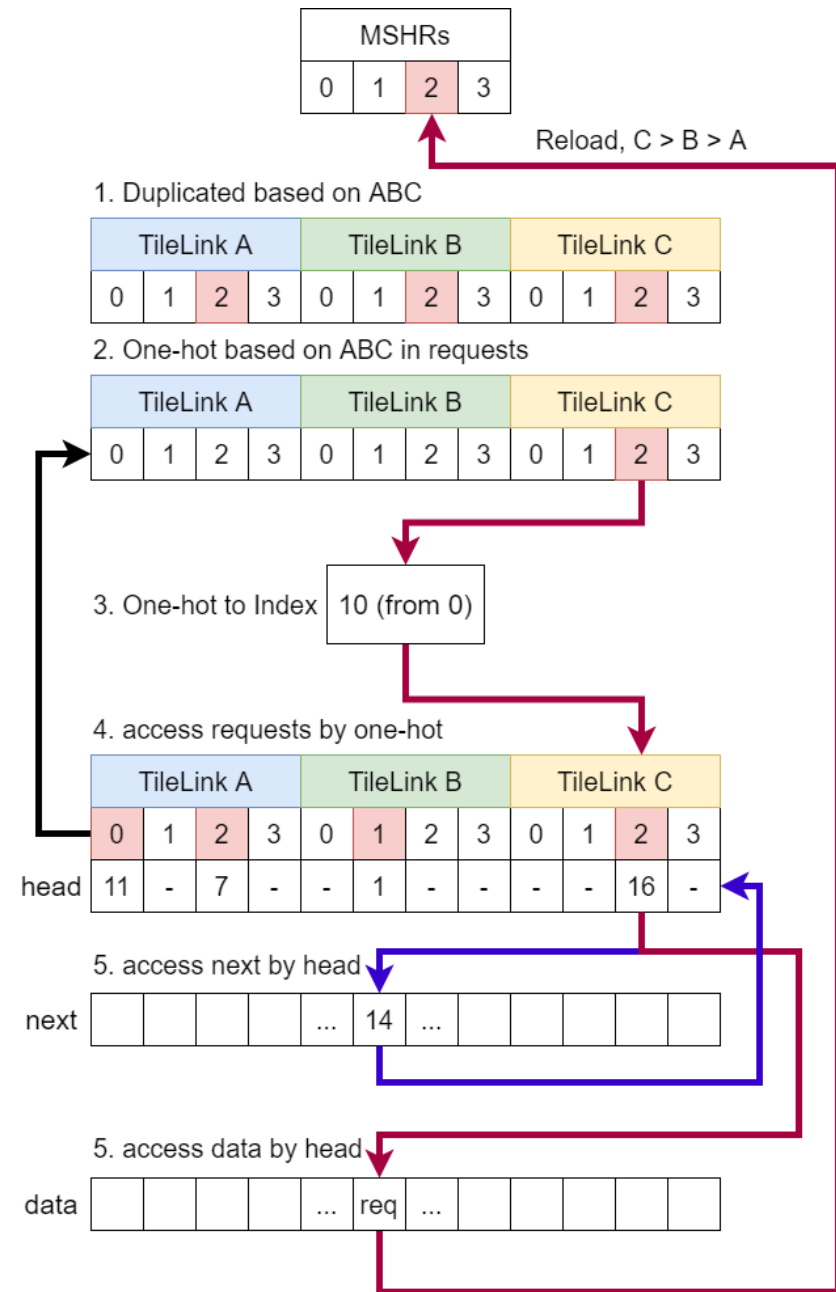 MSHRs
0 1 2 3
Reload, C > B > A
1. Duplicated based on ABC
TileLink A TileLink B TileLink C
0 1 2 3 0 1 2 3 0 1 2 3
2. One-hot based on ABC in requests
TileLink A TileLink B TileLink C
0 1 2 3 0 1 2 3 0 1 2 3
3. One-hot to Index 10 (from 0)
4. access requests by one-hot
TileLink A TileLink B TileLink C
0 1 2 3 0 1 2 3 0 1 2 3
head 11 - 7 - - 1 - - - - 16 -
5. access next by head
next ... 14 ...
5. access data by head
data ... req ...